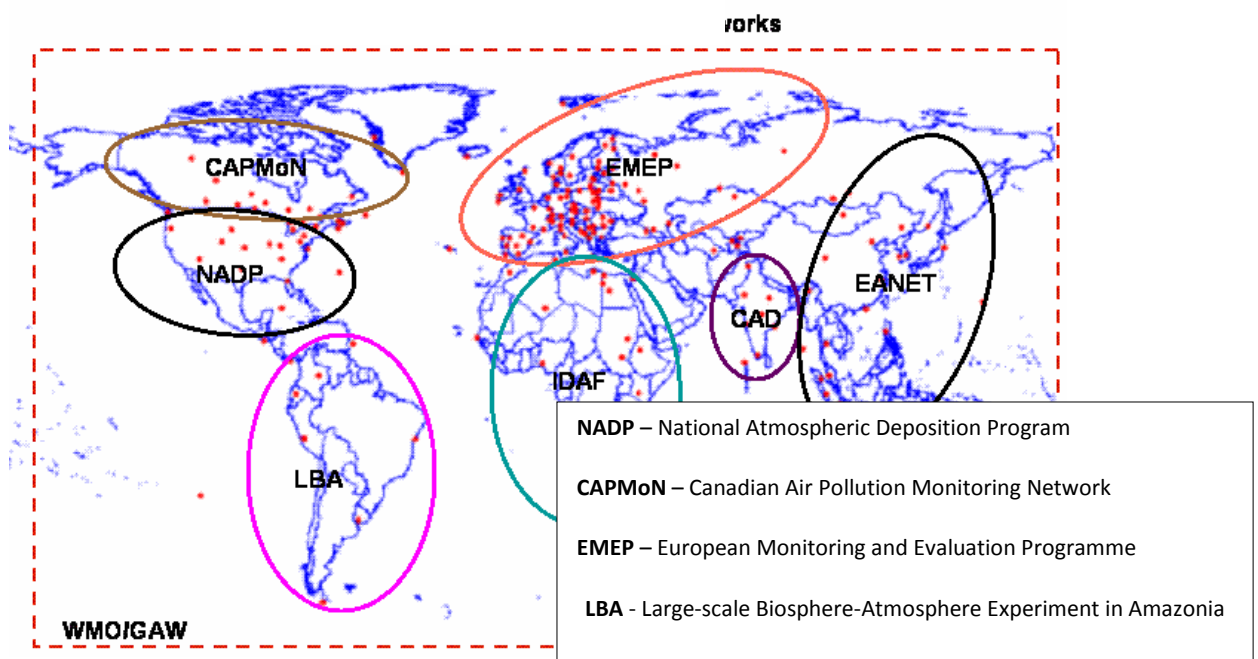 works
CAPMoN
EMEP
NADP
EANET
CAD
IDAF
LBA
NADP – National Atmospheric Deposition Program
CAPMoN – Canadian Air Pollution Monitoring Network
EMEP – European Monitoring and Evaluation Programme
LBA - Large-scale Biosphere-Atmosphere Experiment in Amazonia
WMO/GAW